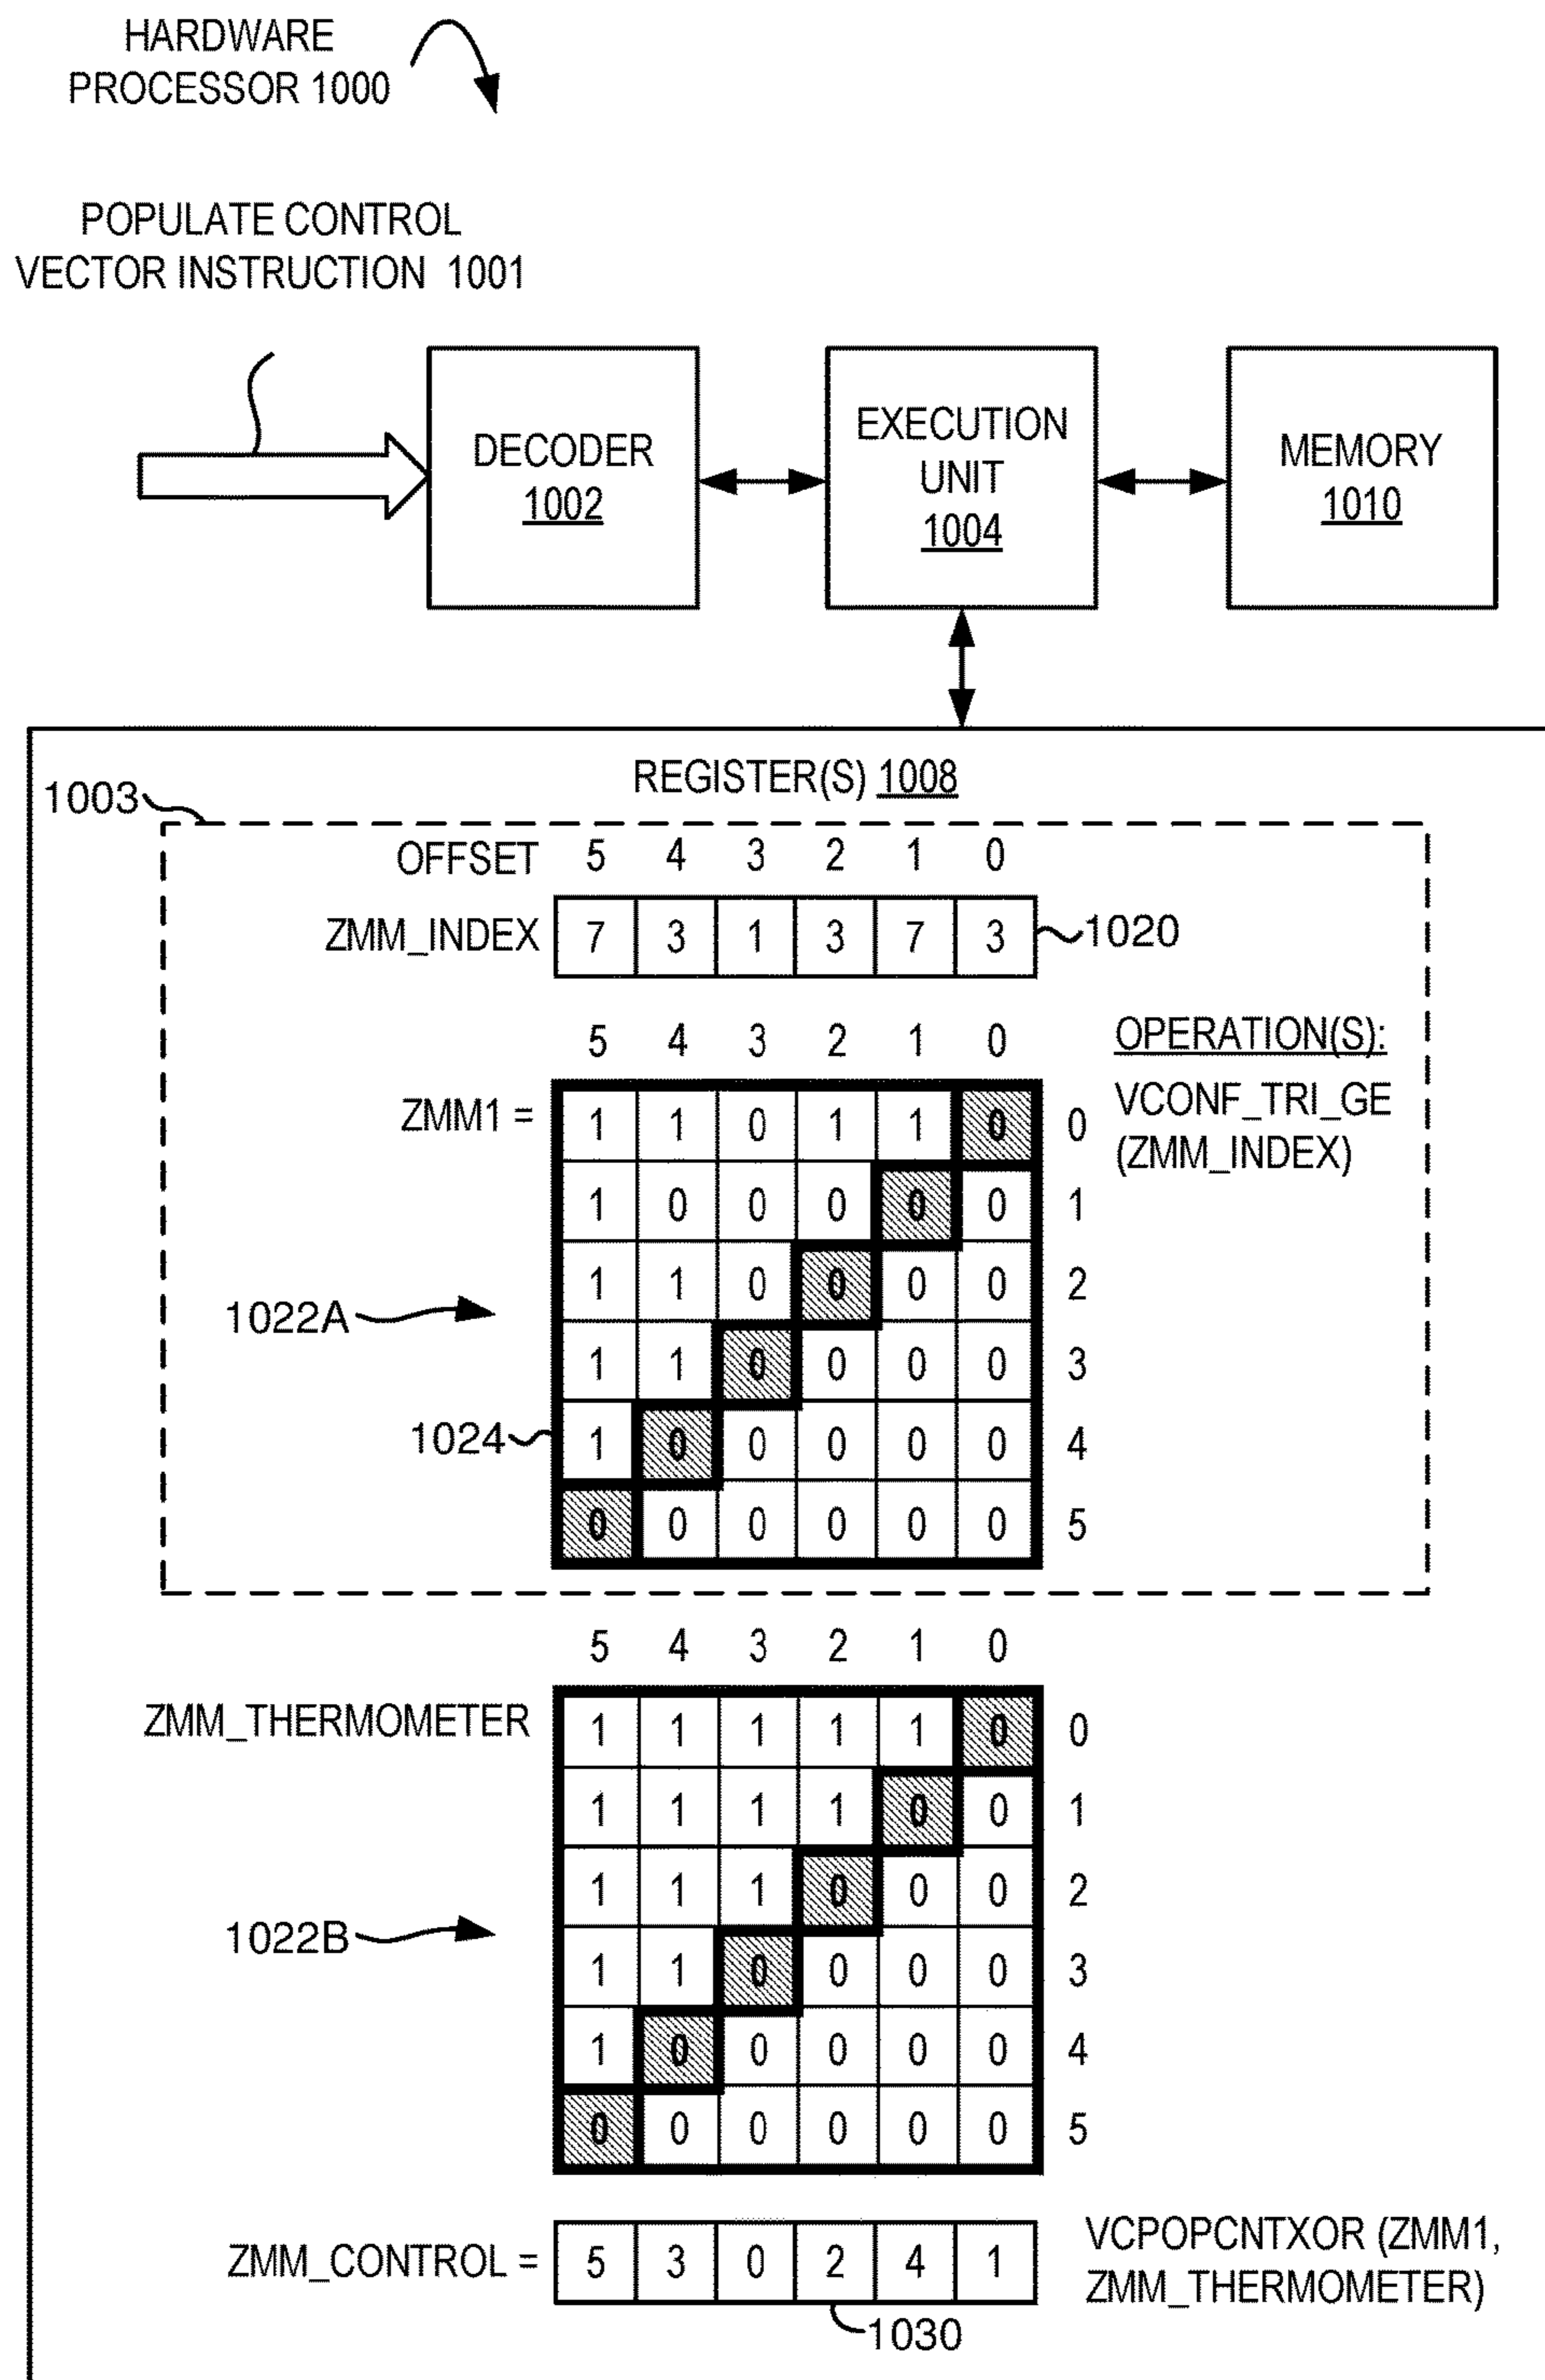 HARDWARE
PROCESSOR 1000
POPULATE CONTROL
VECTOR INSTRUCTION 1001
DECODER
1002
EXECUTION
UNIT
1004
MEMORY
1010
REGISTER(S) 1008
1003
OFFSET 5 4 3 2 1 0
ZMM_INDEX 7 3 1 3 7 3 1020
5 4 3 2 1 0
OPERATION(S):
VCONF_TRI_GE
(ZMM_INDEX)
ZMM1 = 1 1 0 1 1 0 0
1 0 0 0 0 0 1
1 1 0 0 0 0 2
1022A
1 1 0 0 0 0 3
1024 1 0 0 0 0 0 4
0 0 0 0 0 0 5
5 4 3 2 1 0
ZMM_THERMOMETER 1 1 1 1 1 0 0
1 1 1 1 0 0 1
1 1 1 0 0 0 2
1022B
1 1 0 0 0 0 3
1 0 0 0 0 0 4
0 0 0 0 0 0 5
ZMM_CONTROL = 5 3 0 2 4 1
VCPOPCNTXOR (ZMM1,
ZMM_THERMOMETER)
1030